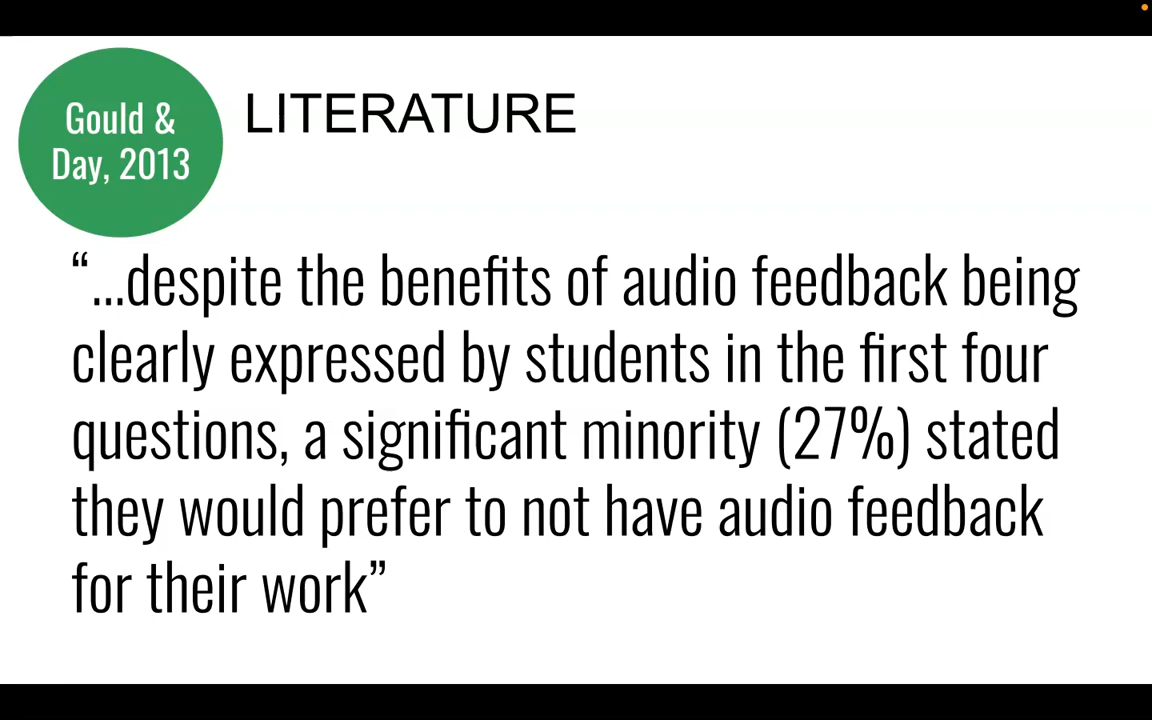 Gould &
Day, 2013
LITERATURE
“...despite the benefits of audio feedback being
clearly expressed by students in the first four
questions, a significant minority (27%) stated
they would prefer to not have audio feedback
for their work”